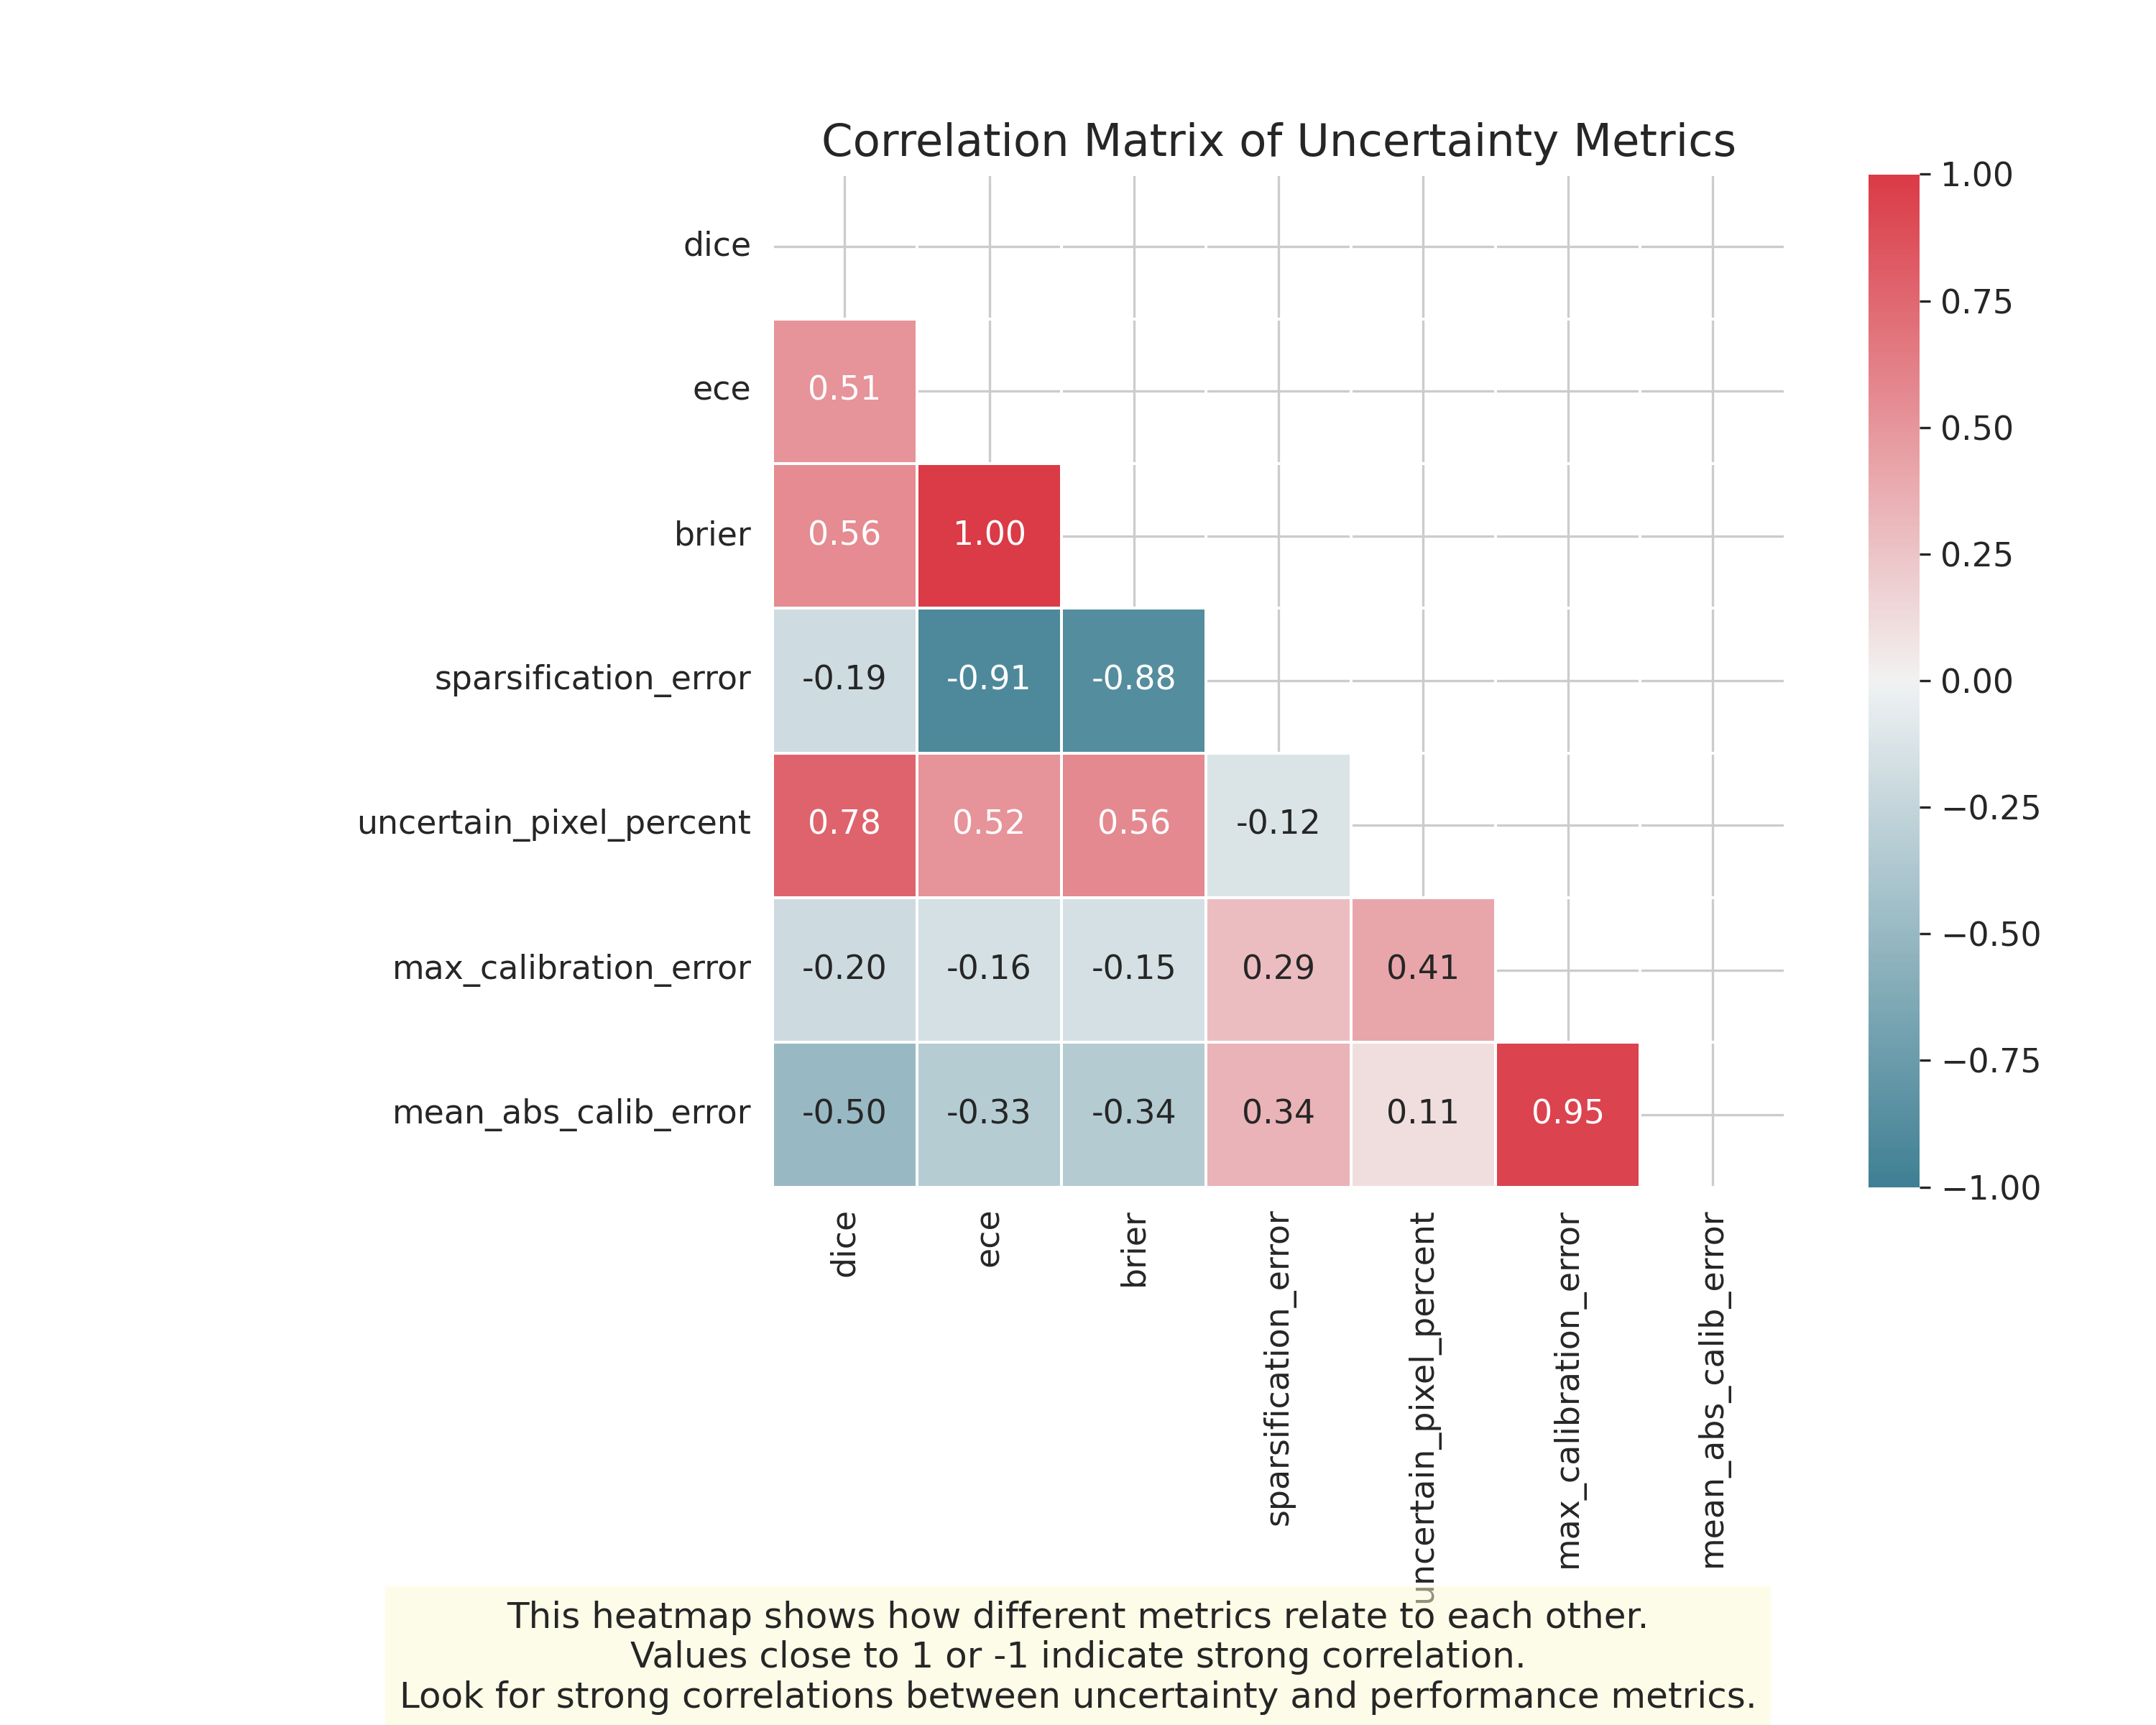 Correlation Matrix of Uncertainty Metrics
1.00
0.75
0.50
0.25
0.00
−0.25
−0.50
−0.75
−1.00
dice
ece 0.51
brier 0.56 1.00
sparsification_error -0.19 -0.91 -0.88
uncertain_pixel_percent 0.78 0.52 0.56 -0.12
max_calibration_error -0.20 -0.16 -0.15 0.29 0.41
mean_abs_calib_error -0.50 -0.33 -0.34 0.34 0.11 0.95
dice
ece
brier
sparsification_error
uncertain_pixel_percent
max_calibration_error
mean_abs_calib_error
This heatmap shows how different metrics relate to each other.
Values close to 1 or -1 indicate strong correlation.
Look for strong correlations between uncertainty and performance metrics.